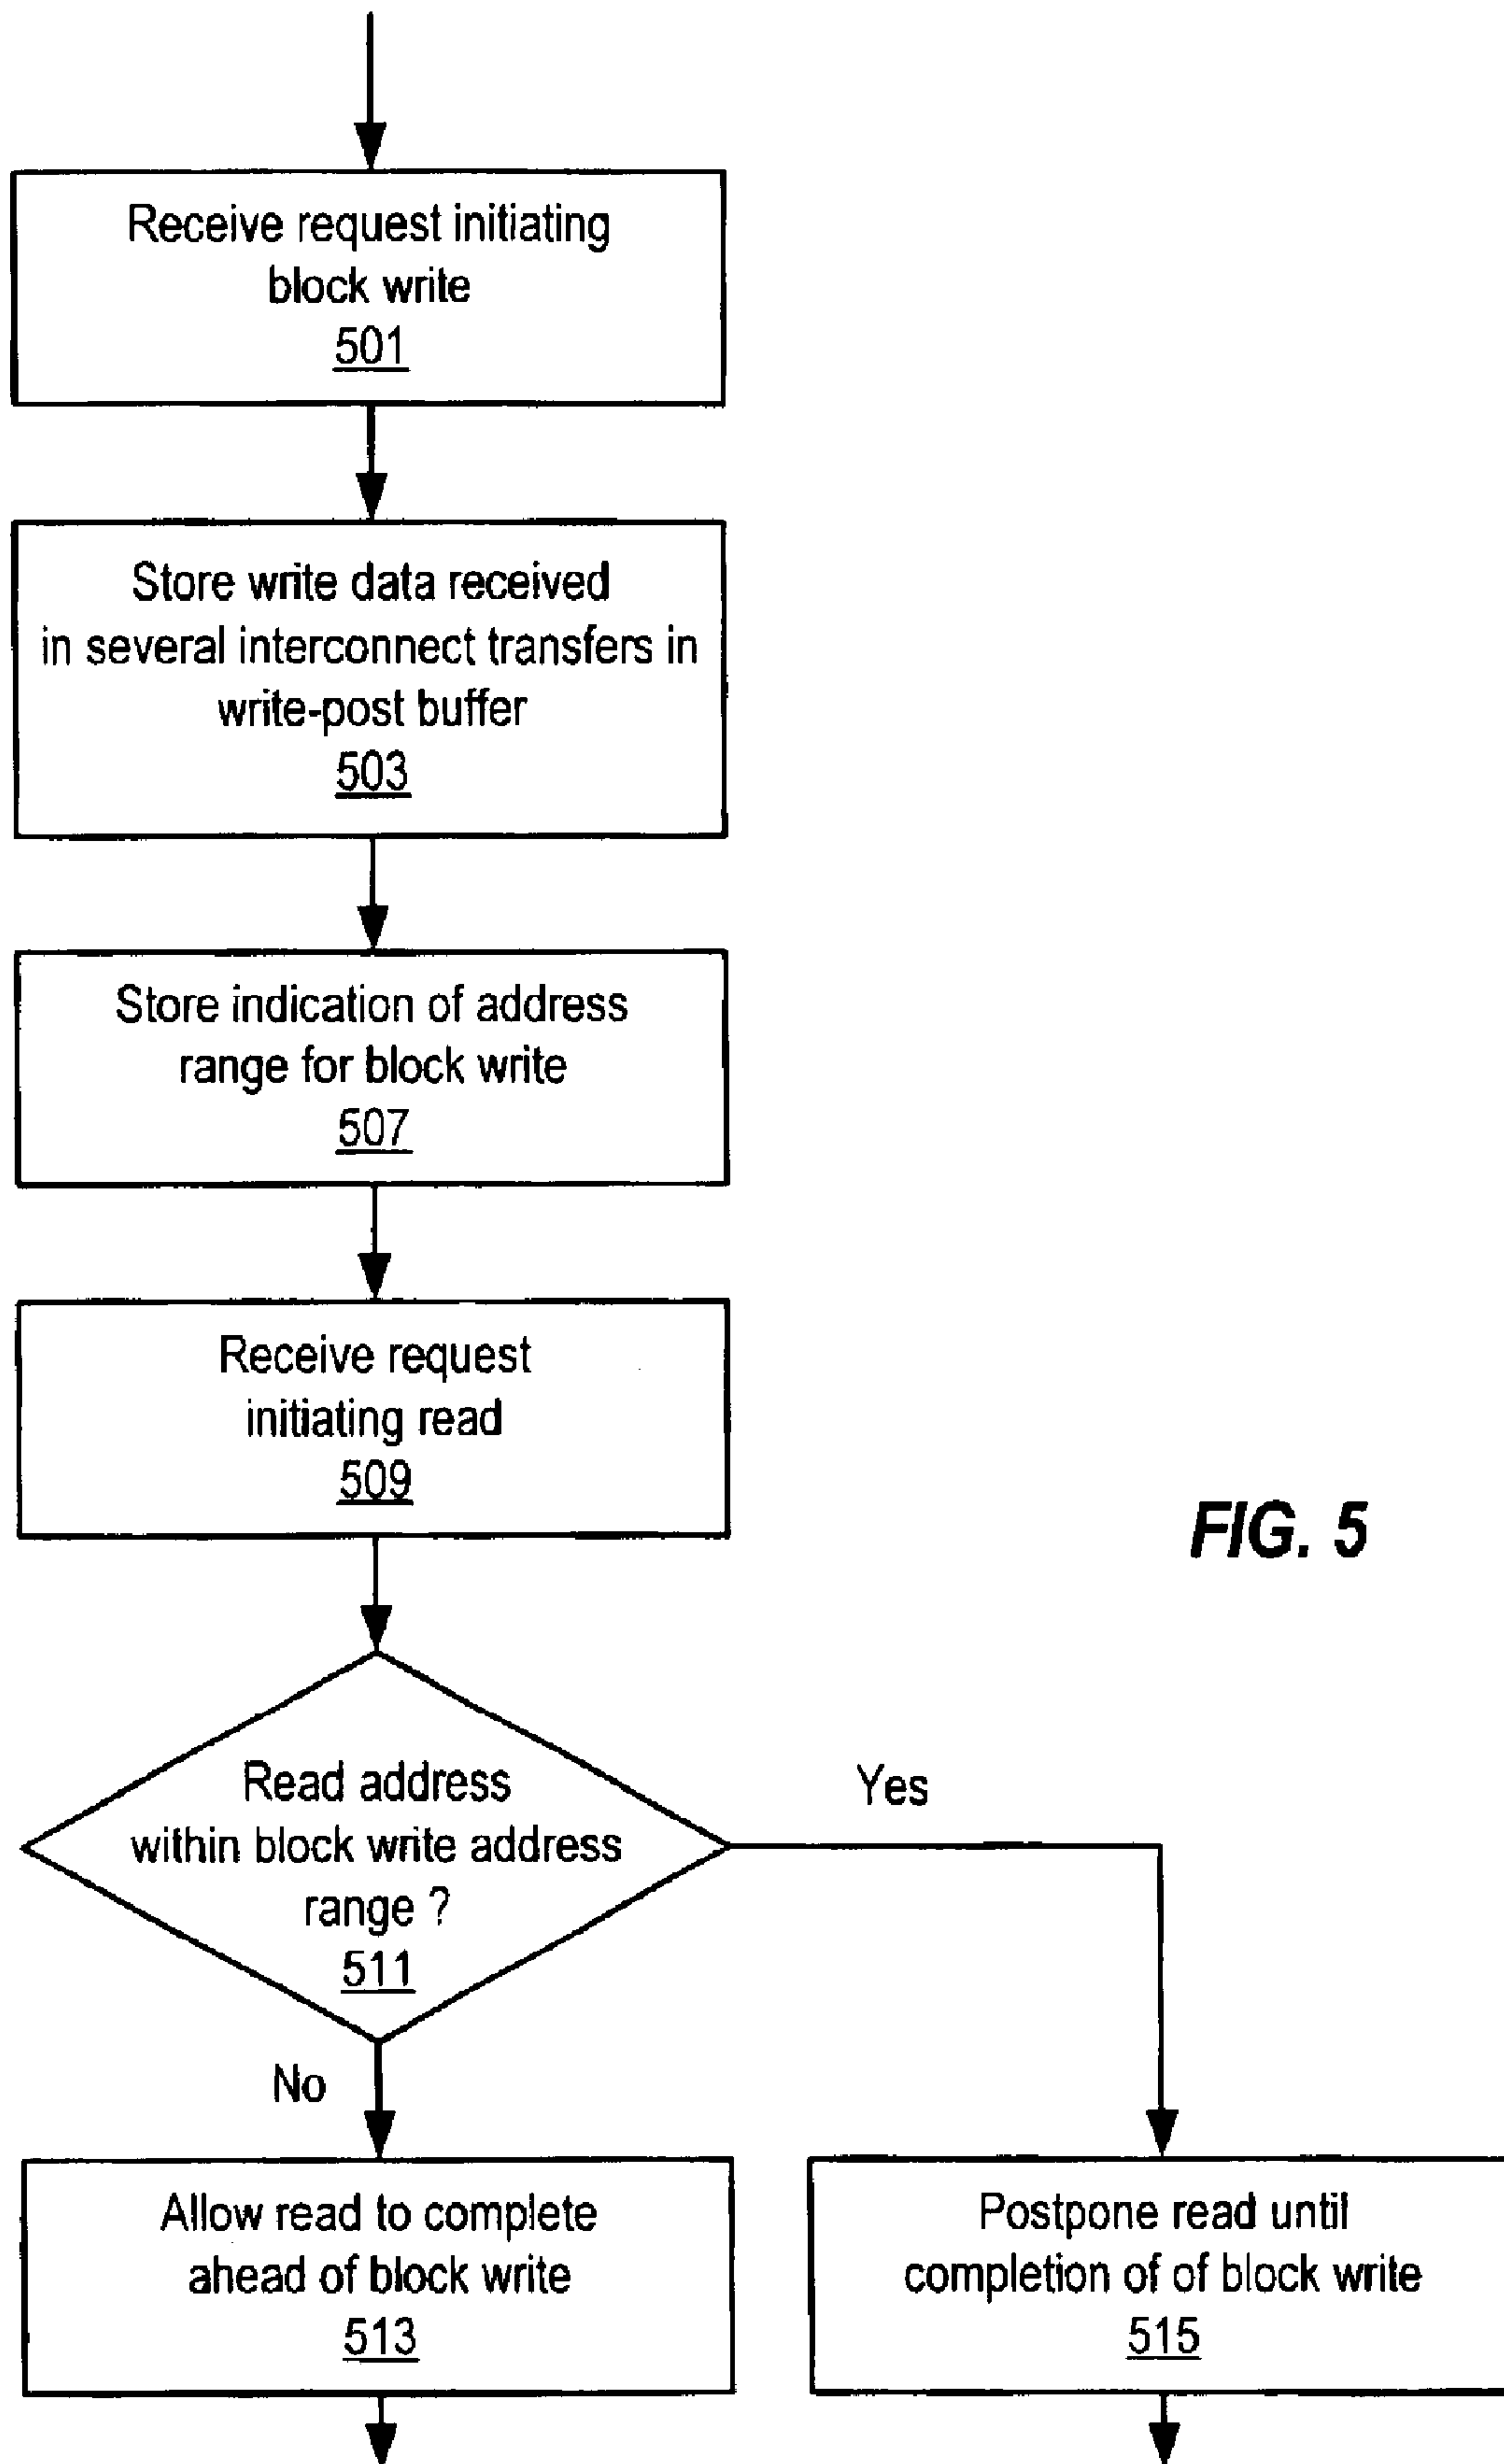 Receive request initiating
block write
501
Store write data received
in several interconnect transfers in
write-post buffer
503
Store indication of address
range for block write
507
Receive request
initiating read
509
FIG. 5
Read address
within block write address
range ?
511
Yes
No
Allow read to complete
ahead of block write
513
Postpone read until
completion of of block write
515